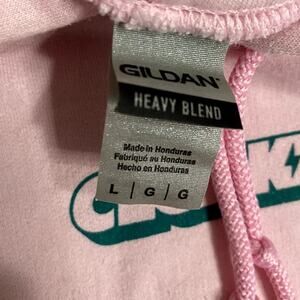 GILDAN
HEAVY BLEND
Made in Honduras
Fabriqué au Honduras
Hecho en Honduras
L | G | G